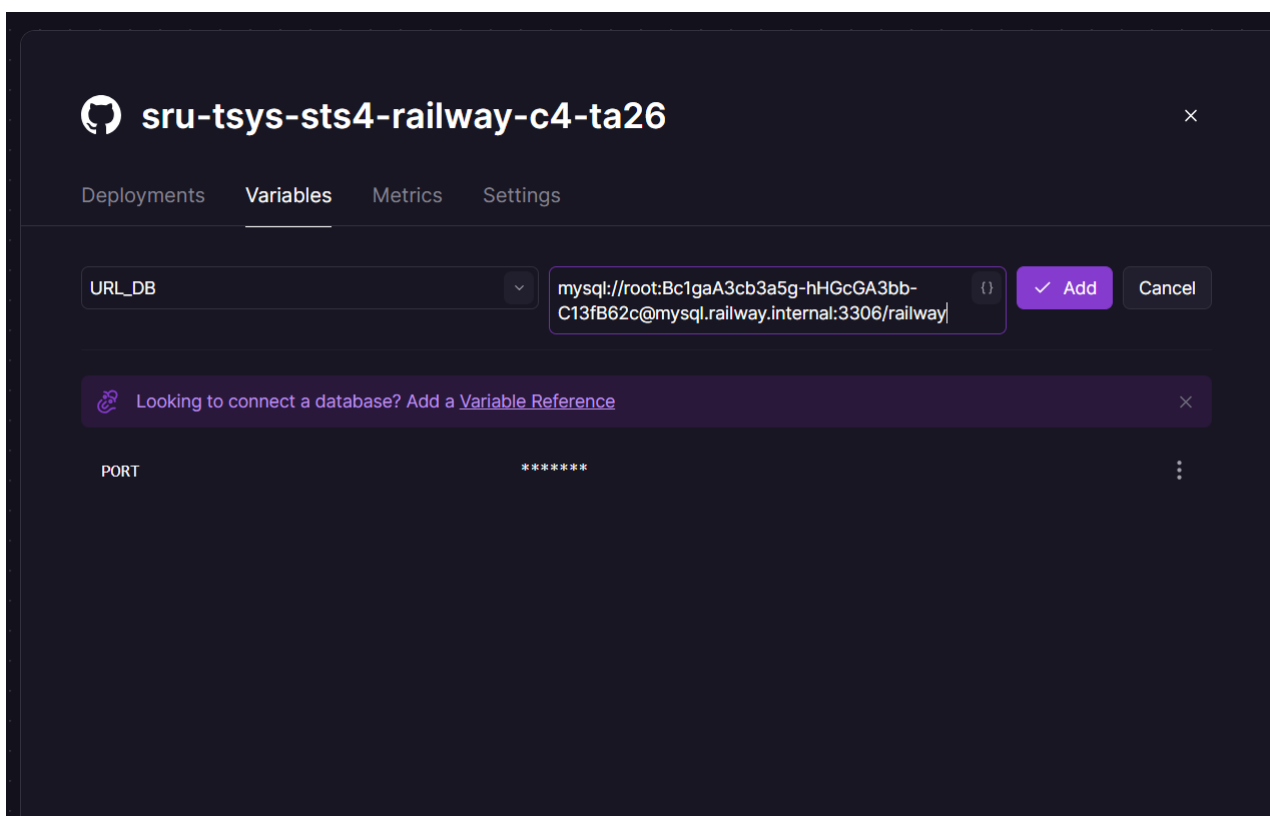 sru-tsys-sts4-railway-c4-ta26
Deployments Variables Metrics Settings
URL_DB
mysql://root:Bc1gaA3cb3a5g-hHGcGA3bb-
C13fB62c@mysql.railway.internal:3306/railway
{} Add Cancel
Looking to connect a database? Add a Variable Reference
PORT *******